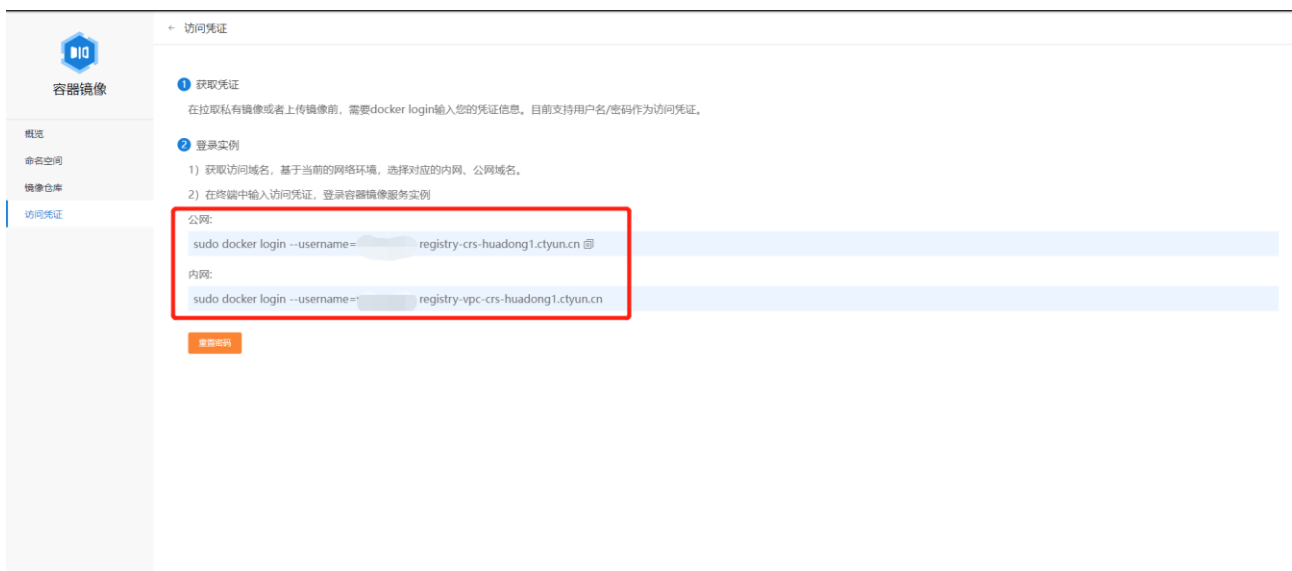 ← 访问凭证
容器镜像
概览
命名空间
镜像仓库
访问凭证
1 获取凭证
在拉取私有镜像或者上传镜像前，需要docker login输入您的凭证信息。目前支持用户名/密码作为访问凭证。
2 登录实例
1）获取访问域名，基于当前的网络环境，选择对应的内网、公网域名。
2）在终端中输入访问凭证，登录容器镜像服务实例
公网:
sudo docker login --username= registry-crs-huadong1.ctyun.cn
内网:
sudo docker login --username= registry-vpc-crs-huadong1.ctyun.cn
重置密码